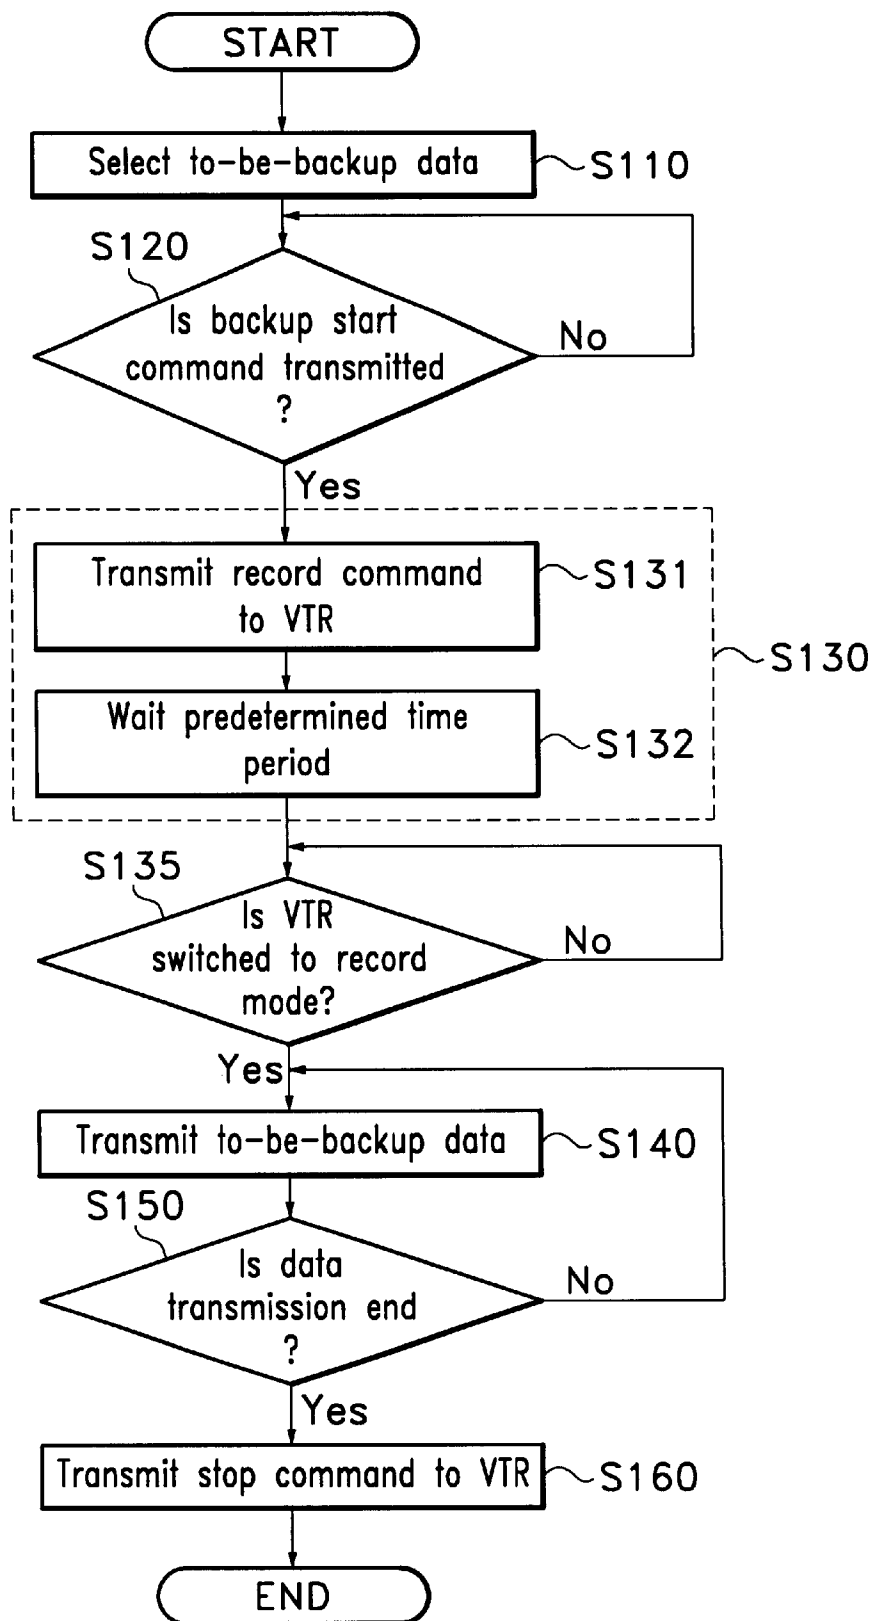 START
Select to-be-backup data
S110
S120
Is backup start
command transmitted
?
No
Yes
Transmit record command
to VTR
S131
S130
Wait predetermined time
period
S132
S135
Is VTR
switched to record
mode?
No
Yes
Transmit to-be-backup data
S140
S150
Is data
transmission end
?
No
Yes
Transmit stop command to VTR
S160
END